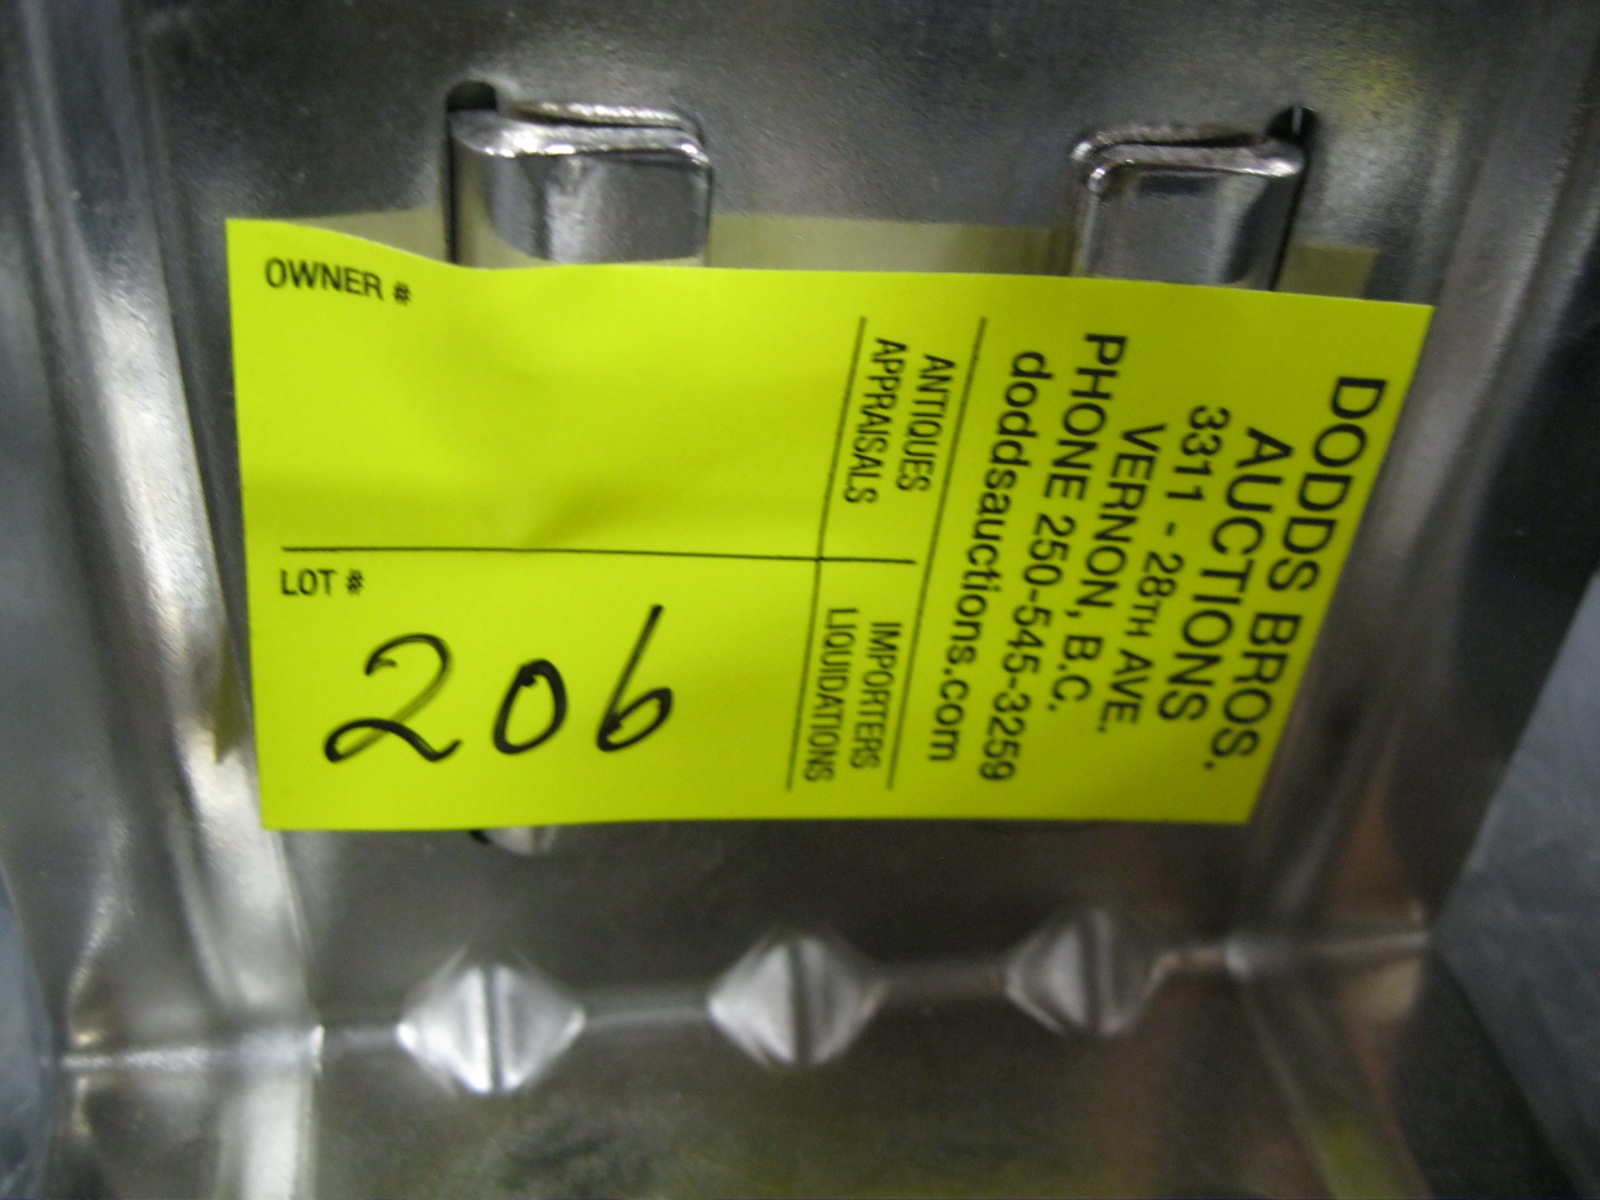 OWNER #
LOT #
206
DODDS BROS.
AUCTIONS
3311 - 28TH AVE.
VERNON, B.C.
PHONE 250-545-3259
doddsauctions.com
ANTIQUES IMPORTERS
APPRAISALS LIQUIDATIONS